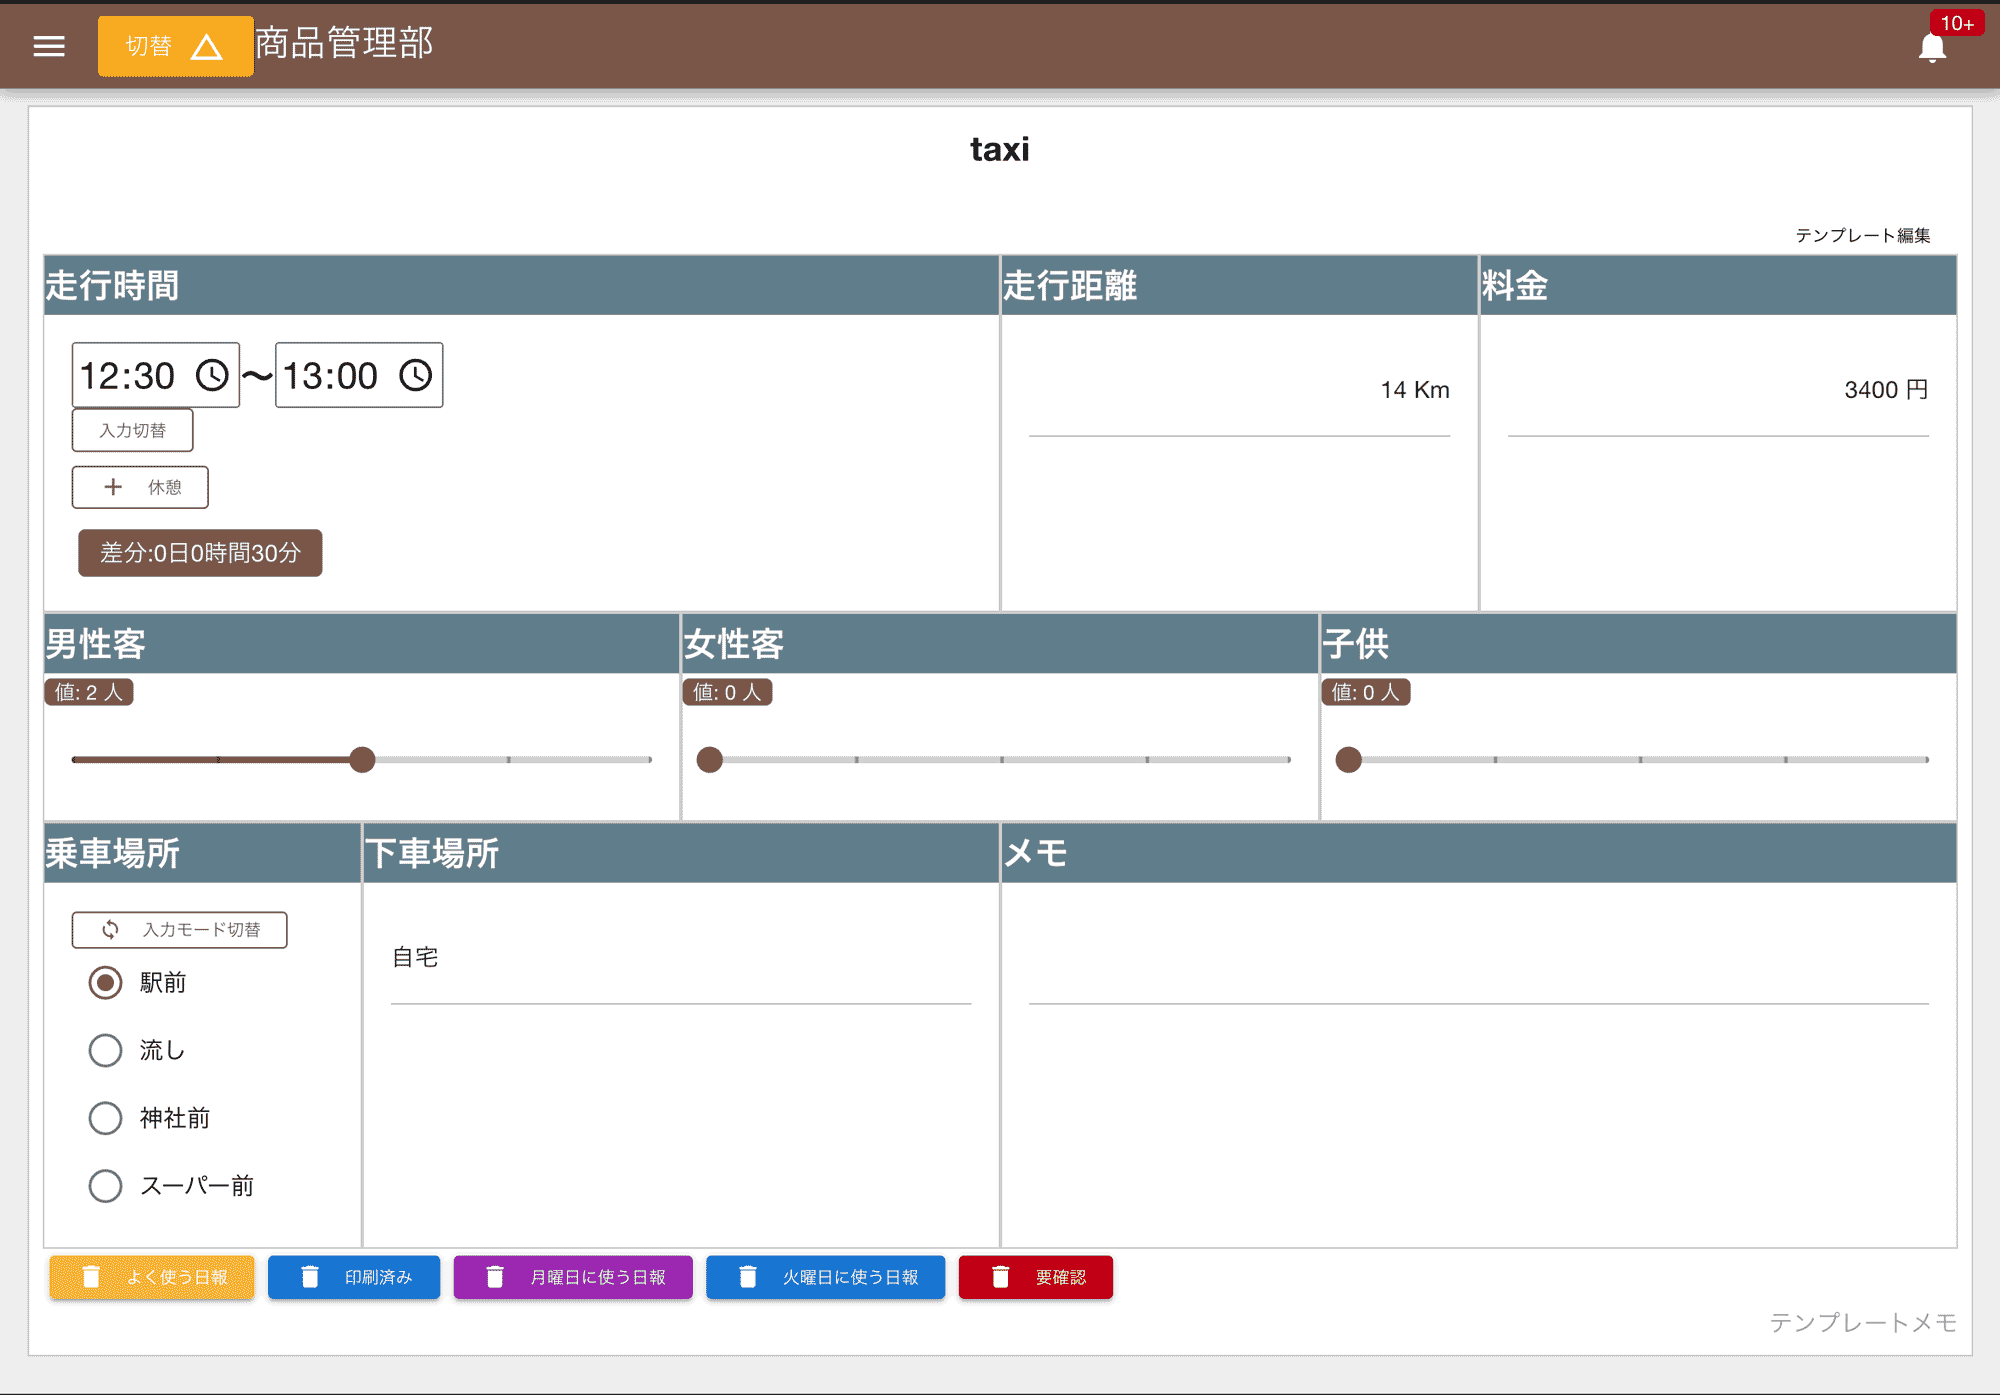 切替
商品管理部
10+
taxi
テンプレート編集
走行時間
走行距離
料金
12:30
～
13:00
14 Km
3400 円
入力切替
休憩
差分:0日0時間30分
男性客
女性客
子供
値: 2 人
値: 0 人
値: 0 人
乗車場所
下車場所
メモ
入力モード切替
自宅
駅前
流し
神社前
スーパー前
よく使う日報
印刷済み
月曜日に使う日報
火曜日に使う日報
要確認
テンプレートメモ